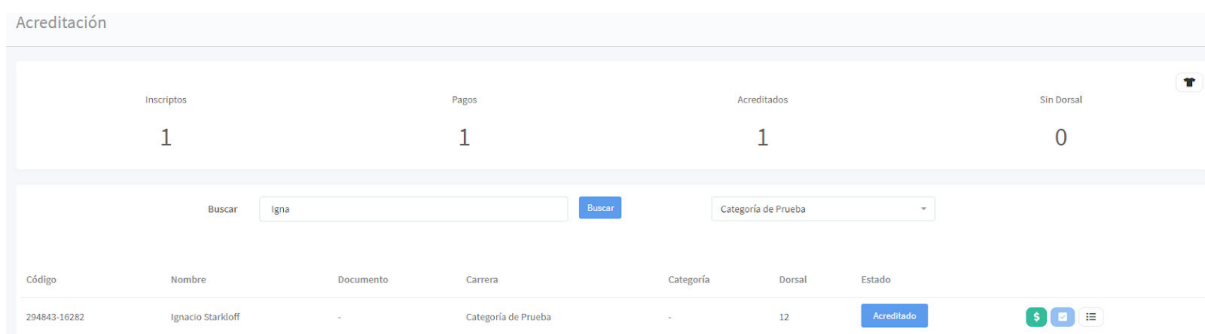 Acreditación
Inscriptos Pagos Acreditados Sin Dorsal
1 1 1 0
Buscar Igna Buscar Categoría de Prueba
Código Nombre Documento Carrera Categoría Dorsal Estado
294843-16282 Ignacio Starkloff - Categoría de Prueba - 12 Acreditado $